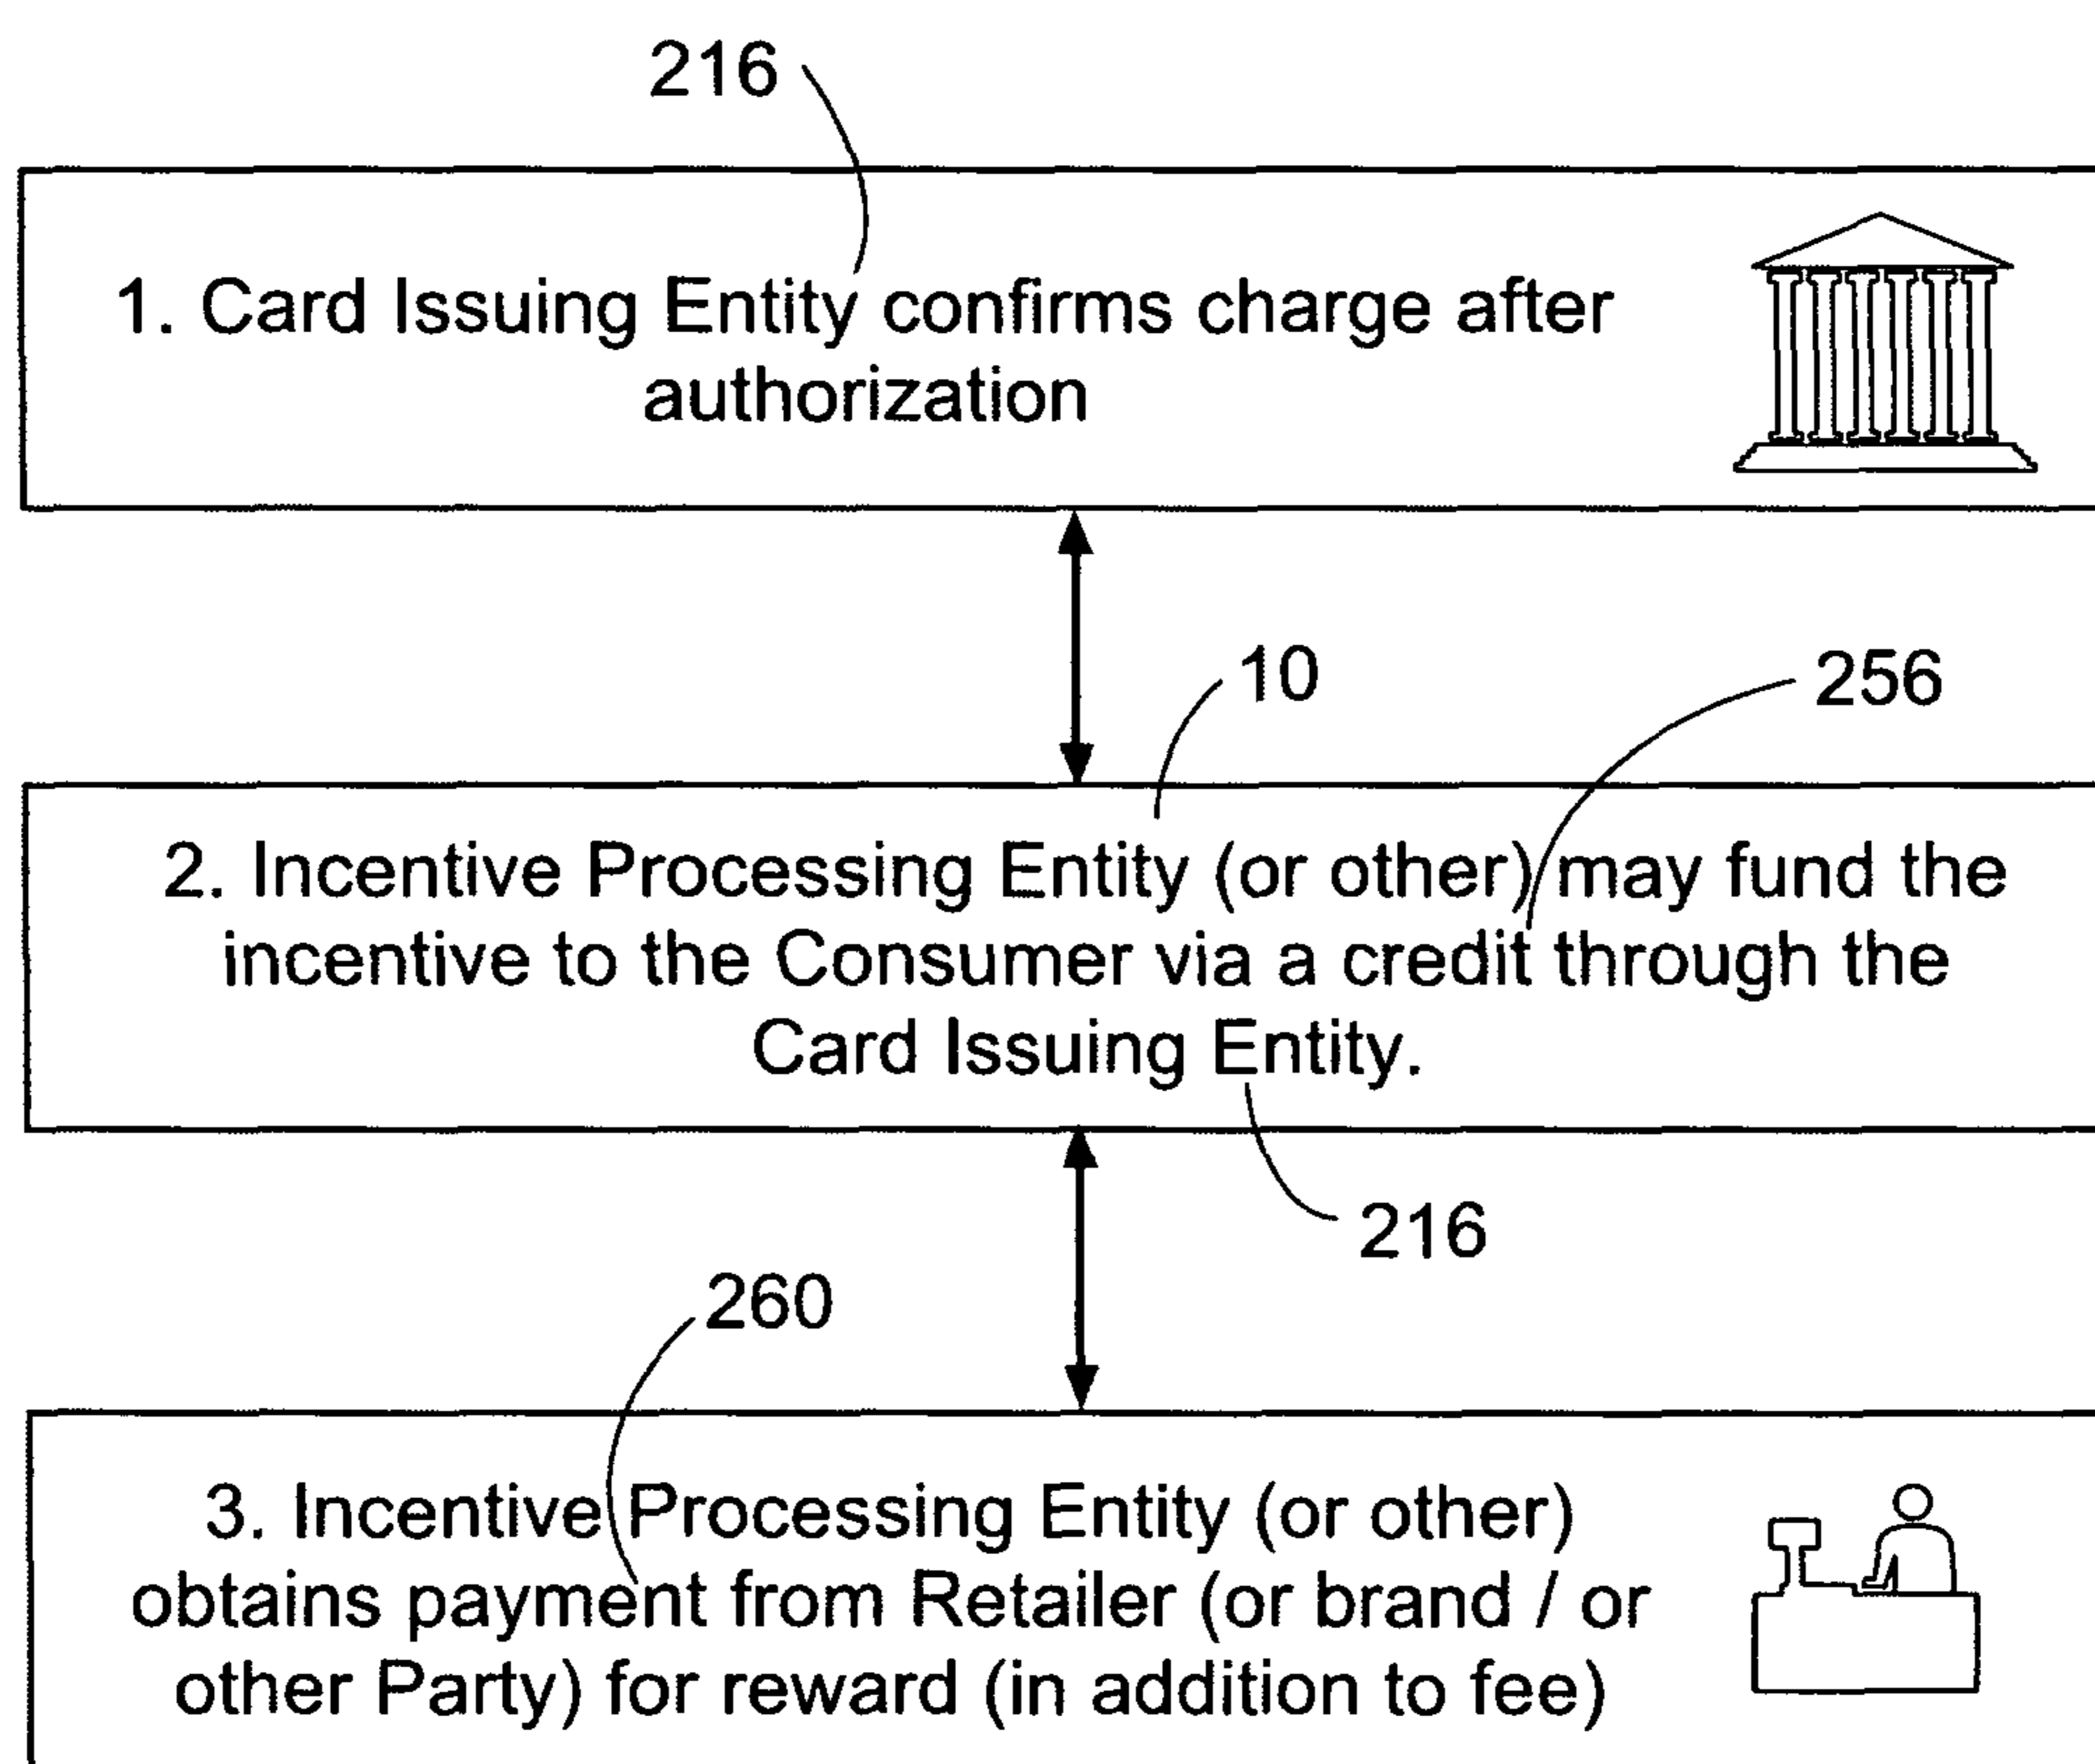 216
1. Card Issuing Entity confirms charge after
authorization
10
256
2. Incentive Processing Entity (or other) may fund the
incentive to the Consumer via a credit through the
Card Issuing Entity.
216
260
3. Incentive Processing Entity (or other)
obtains payment from Retailer (or brand / or
other Party) for reward (in addition to fee)